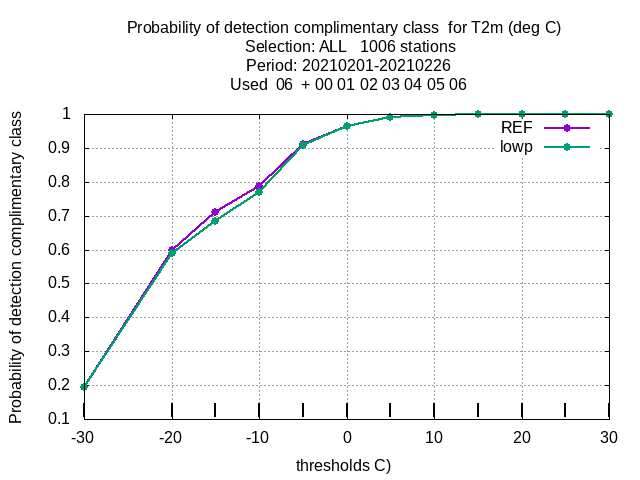 Probability of detection complimentary class  for T2m (deg C)
Selection: ALL   1006 stations
Period: 20210201-20210226
Used  06  + 00 01 02 03 04 05 06
Probability of detection complimentary class
1
0.9
0.8
0.7
0.6
0.5
0.4
0.3
0.2
0.1
REF
lowp
-30
-20
-10
0
10
20
30
thresholds C)